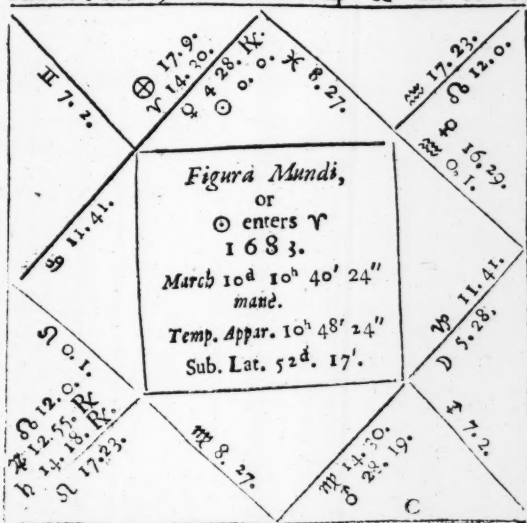 ♊ 7. 2.
⊕ 17. 9.
♈ 14. 30.
♀ 4 28. ℞.
☉ 0. 0.
♓ 8. 27.
♒ 17. 23.
☊ 12. 0.
☿ 16. 29.
♒ 0, 1.
♋ 11. 41.
Figura Mundi,
or
☉ enters ♈
1683.
March 10d 10h 40′ 24″
mane.
Temp. Appar. 10h 48′ 24″
Sub. Lat. 52d. 17′.
♑ 11. 41.
☽ 5. 28,
♌ 0. 1.
☊ 12. 0.
♃ 12. 55. ℞
♄ 14. 18. ℞.
♌ 17. 23.
♍ 8. 27.
♍ 14. 30.
♂ 28. 19.
♐ 7. 2.
C